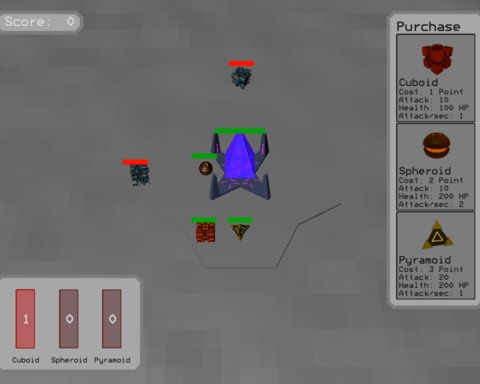 Score: 0
Purchase
Cuboid
Cost: 1 Point
Attack: 10
Health: 100 HP
Attack/sec: 1
Spheroid
Cost: 2 Point
Attack: 10
Health: 200 HP
Attack/sec: 2
Pyramoid
Cost: 3 Point
Attack: 20
Health: 200 HP
Attack/sec: 1
1 0 0
Cuboid Spheroid Pyramoid